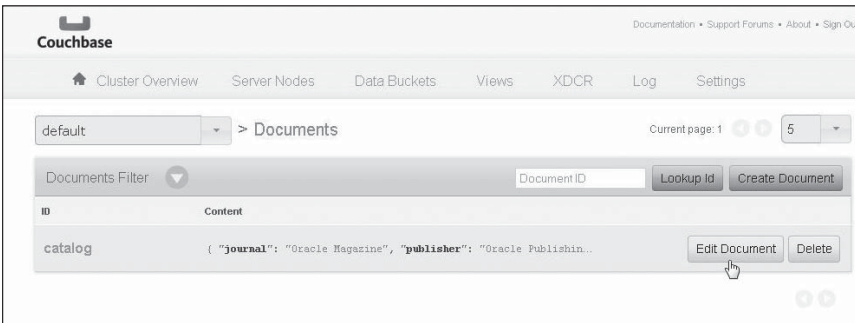 Documentation • Support Forums • About • Sign Ou
Couchbase
Cluster Overview Server Nodes Data Buckets Views XDCR Log Settings
default > Documents Current page: 1 5
Documents Filter Document ID Lookup Id Create Document
ID Content
catalog { "journal": "Oracle Magazine", "publisher": "Oracle Publishin... Edit Document Delete